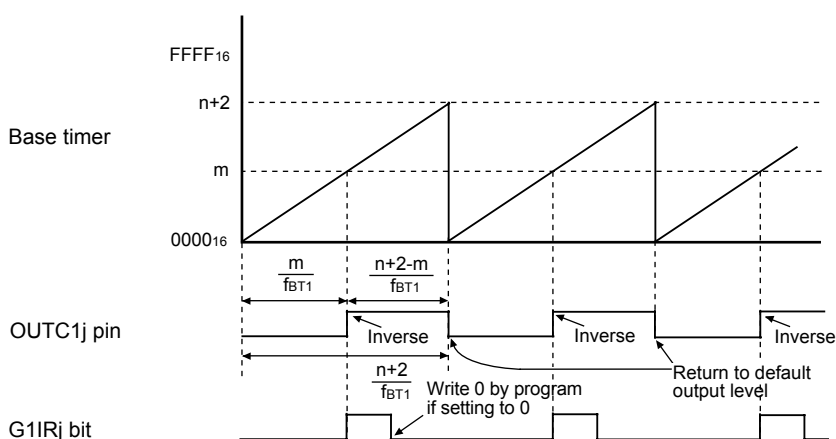 FFFF16
n+2
Base timer
m
000016
m
fBT1
n+2-m
fBT1
OUTC1j pin
Inverse
Inverse
Inverse
n+2
fBT1
Return to default
output level
Write 0 by program
if setting to 0
G1IRj bit